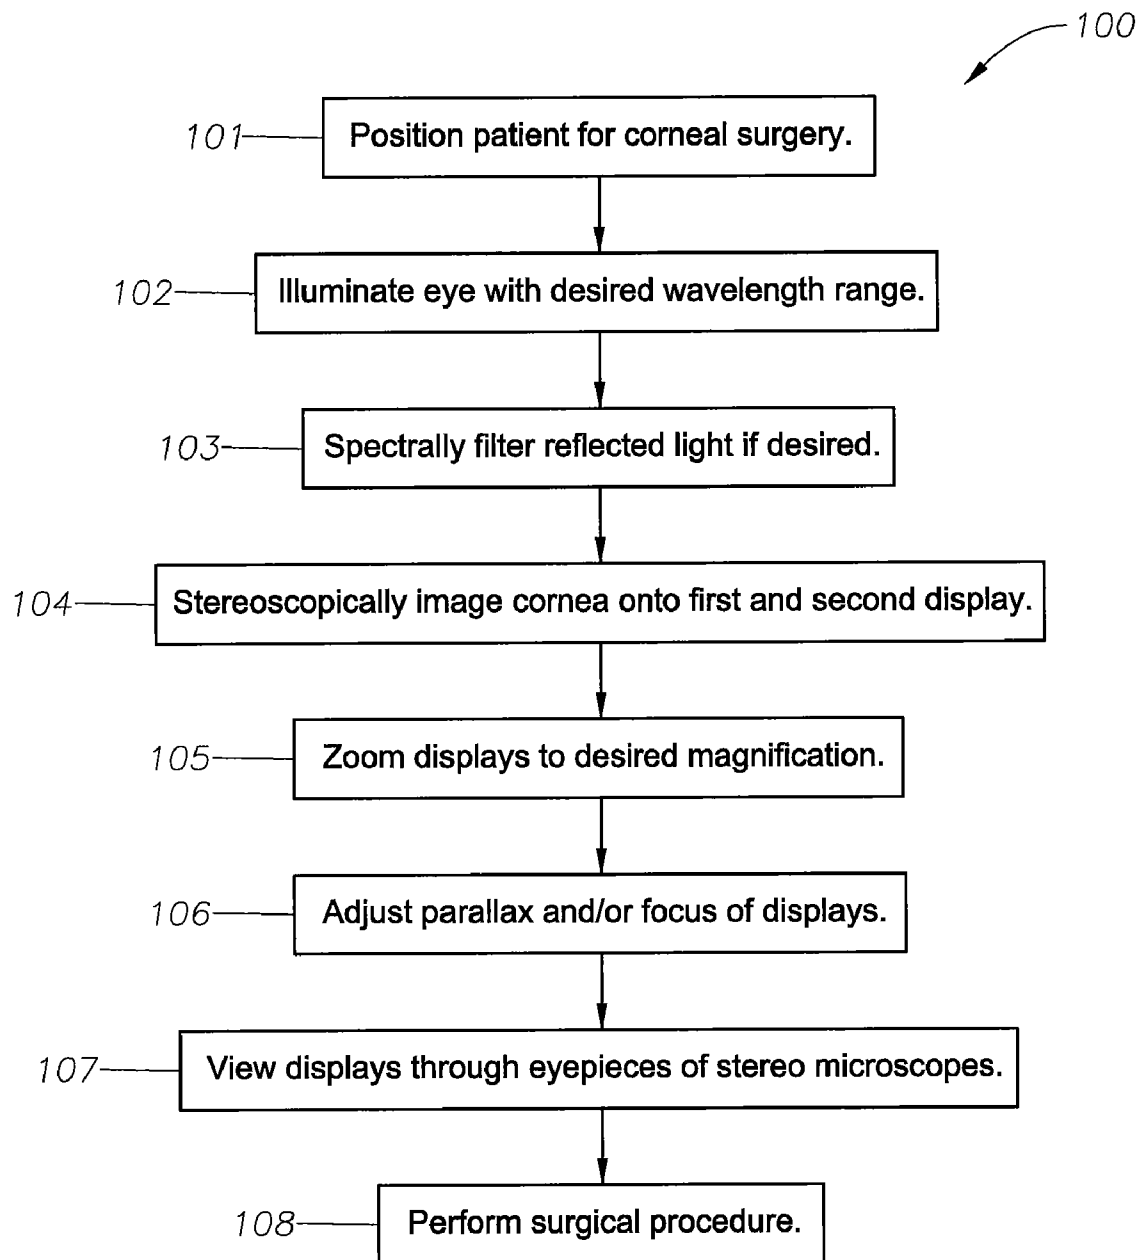 100
101 Position patient for corneal surgery.
102 Illuminate eye with desired wavelength range.
103 Spectrally filter reflected light if desired.
104 Stereoscopically image cornea onto first and second display.
105 Zoom displays to desired magnification.
106 Adjust parallax and/or focus of displays.
107 View displays through eyepieces of stereo microscopes.
108 Perform surgical procedure.